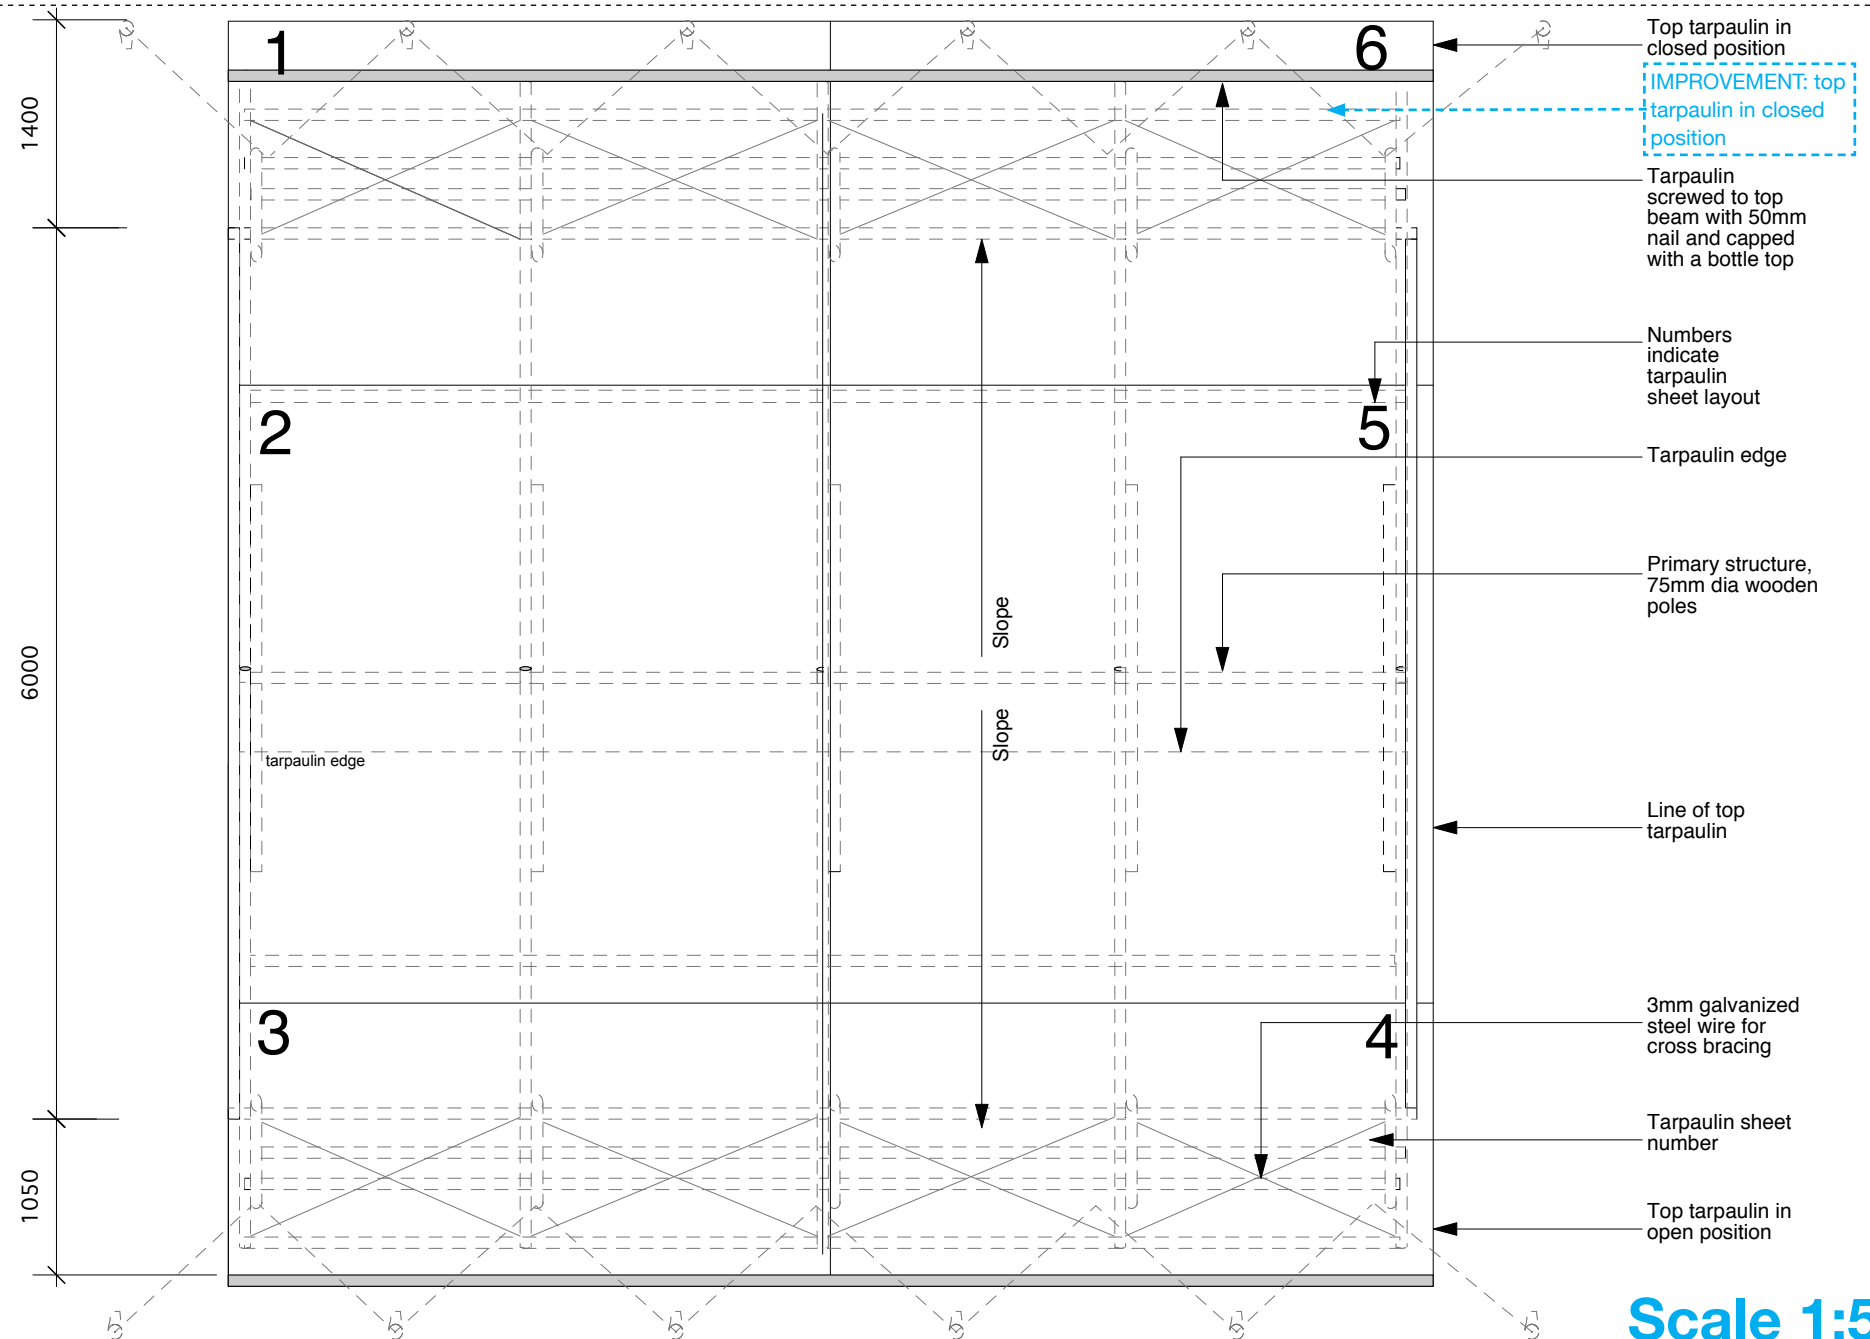 1
6
1400
Top tarpaulin in
closed position
IMPROVEMENT: top
tarpaulin in closed
position
Tarpaulin
screwed to top
beam with 50mm
nail and capped
with a bottle top
Numbers
indicate
tarpaulin
sheet layout
2
5
Tarpaulin edge
Primary structure,
75mm dia wooden
poles
Slope
6000
Slope
tarpaulin edge
Line of top
tarpaulin
3
4
3mm galvanized
steel wire for
cross bracing
Tarpaulin sheet
number
1050
Top tarpaulin in
open position
Scale 1:5